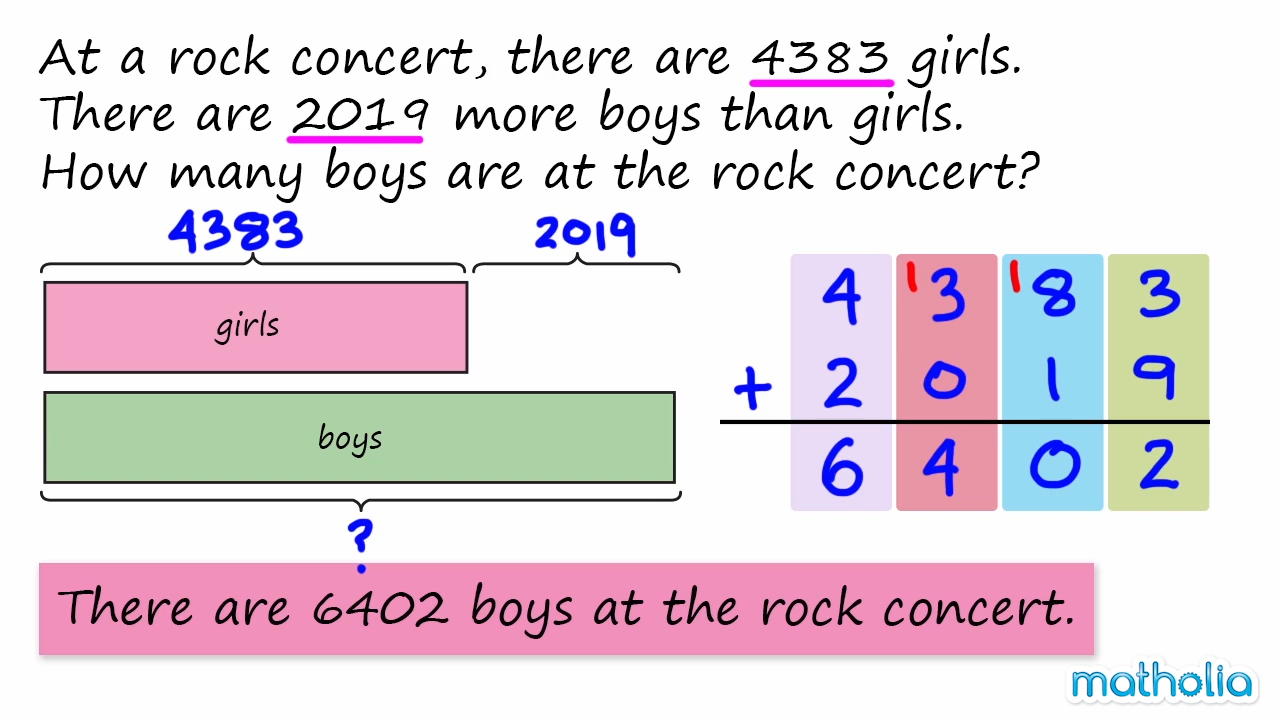 At a rock concert, there are 4383 girls.
There are 2019 more boys than girls.
How many boys are at the rock concert?
4383 2019
girls
boys
?
1 1
4 3 8 3
+ 2 0 1 9
6 4 0 2
There are 6402 boys at the rock concert.
matholia